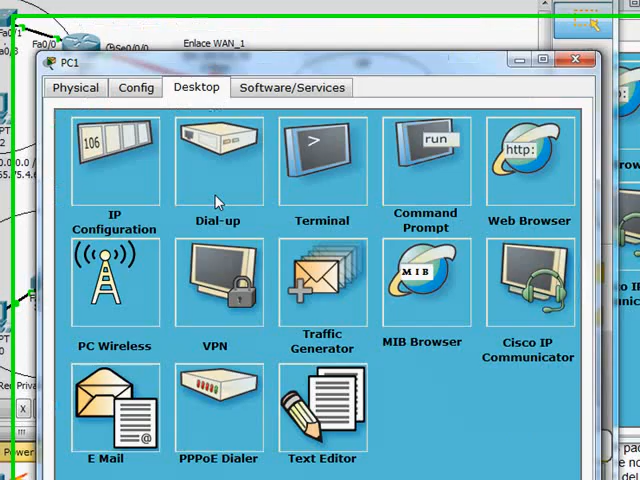 Fa0/1
Fa0/0
Se0/0/0
Enlace WAN_1
PC1
Physical
Config
Desktop
Software/Services
106
>
run
http:
IP
Configuration
Dial-up
Terminal
Command
Prompt
Web Browser
MIB
PC Wireless
VPN
Traffic
Generator
MIB Browser
Cisco IP
Communicator
@
E Mail
PPPoE Dialer
Text Editor
Power
X